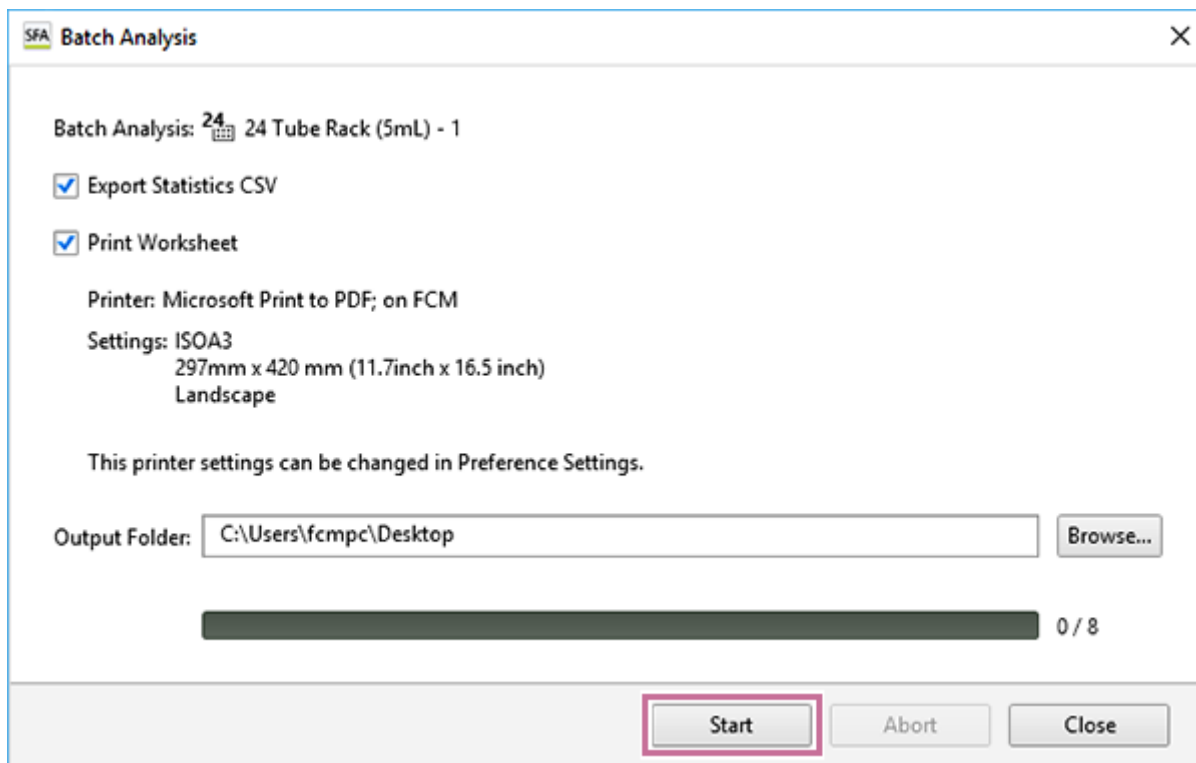 SFA Batch Analysis
Batch Analysis: 24 24 Tube Rack (5mL) - 1
Export Statistics CSV
Print Worksheet
Printer: Microsoft Print to PDF; on FCM
Settings: ISOA3
297mm x 420 mm (11.7inch x 16.5 inch)
Landscape
This printer settings can be changed in Preference Settings.
Output Folder: C:\Users\fcmpc\Desktop Browse...
0 / 8
Start Abort Close